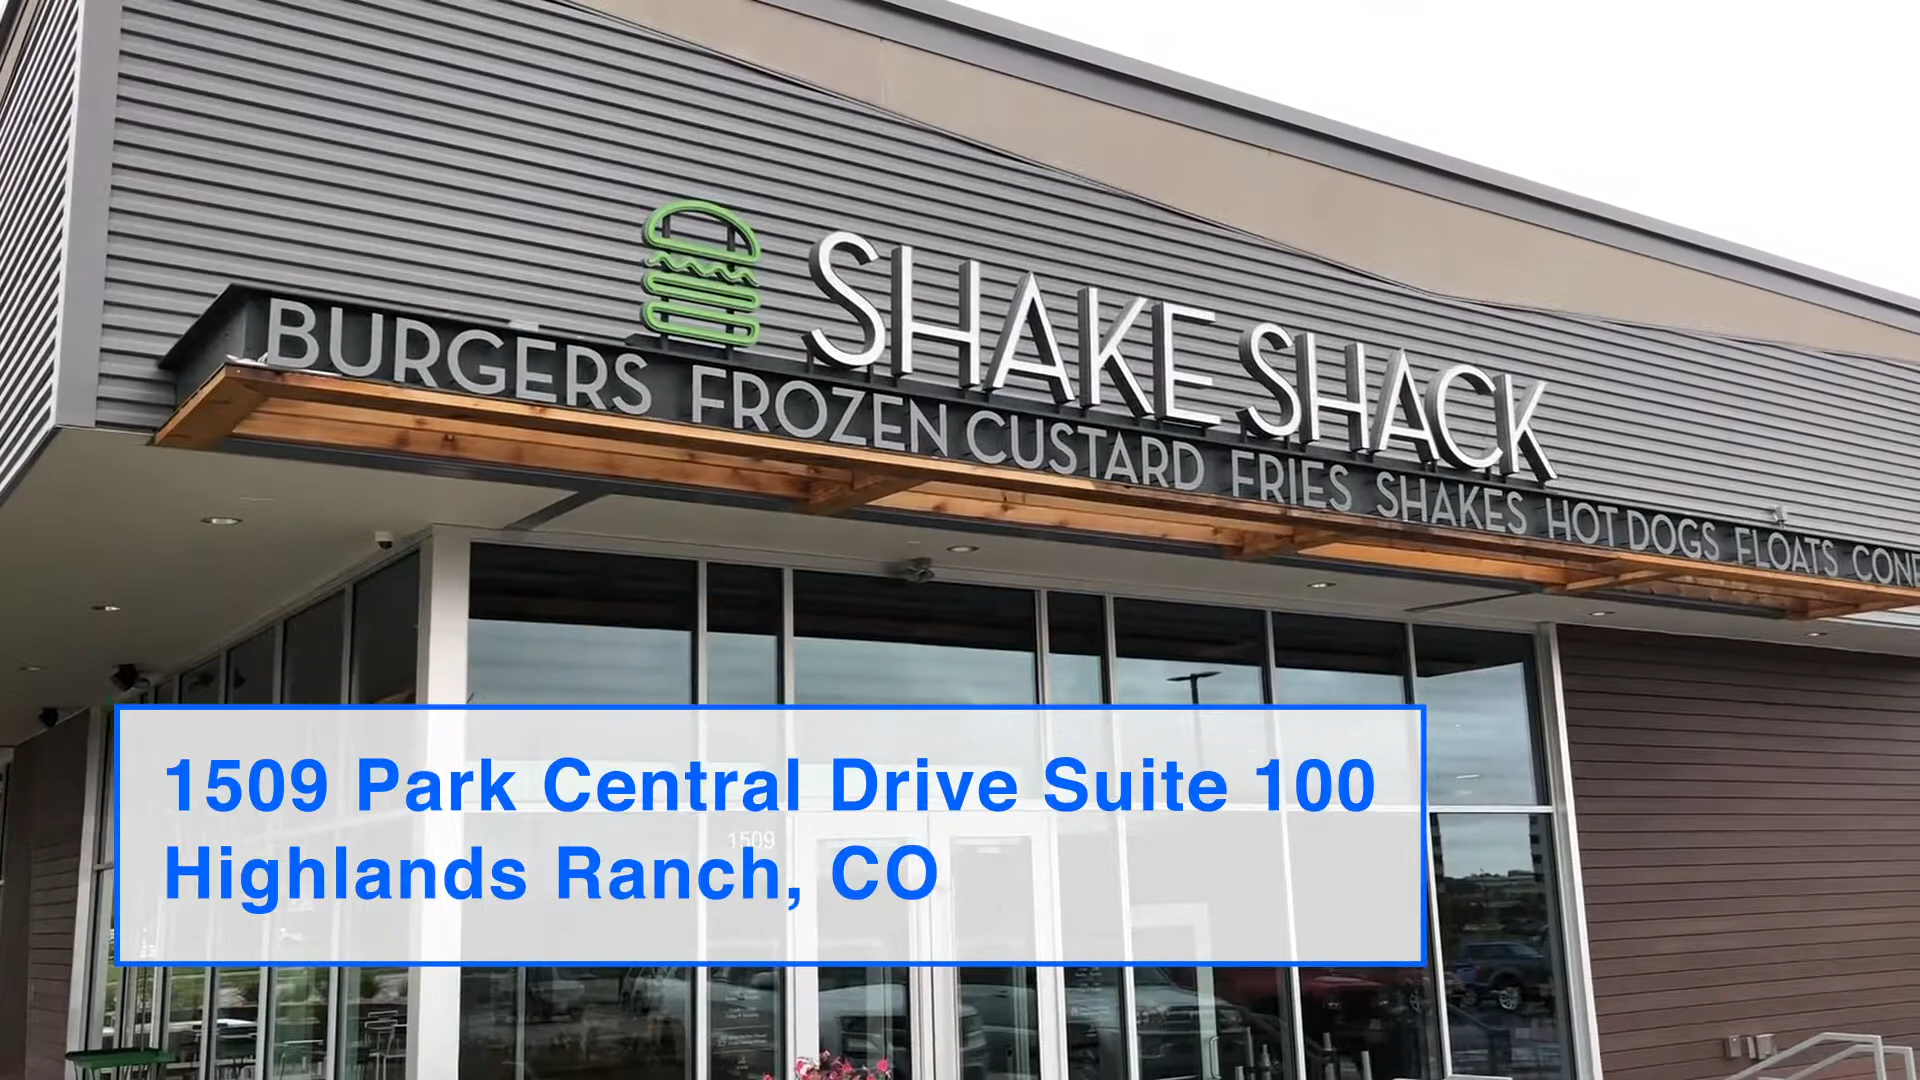 SHAKE SHACK
BURGERS FROZEN CUSTARD FRIES SHAKES HOT DOGS FLOATS CONE
1509
1509 Park Central Drive Suite 100
Highlands Ranch, CO